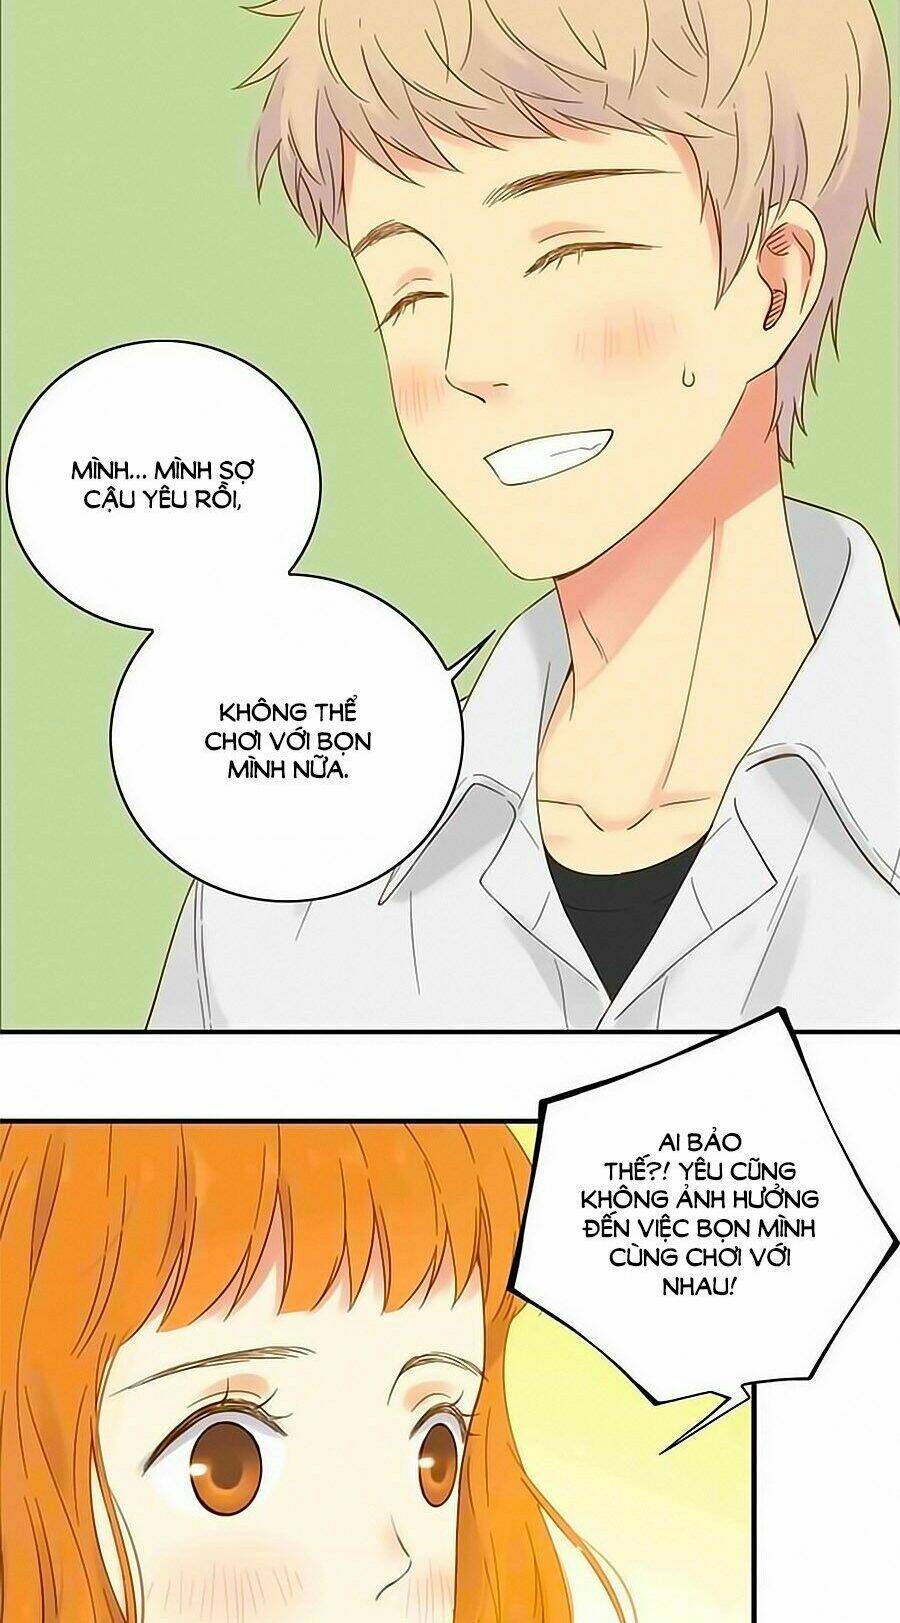 MÌNH... MÌNH SỢ
CẬU YÊU RỒI,
KHÔNG THỂ
CHƠI VỚI BỌN
MÌNH NỮA.
AI BẢO
THẾ?! YÊU CŨNG
KHÔNG ẢNH HƯỞNG
ĐẾN VIỆC BỌN MÌNH
CÙNG CHƠI VỚI
NHAU!